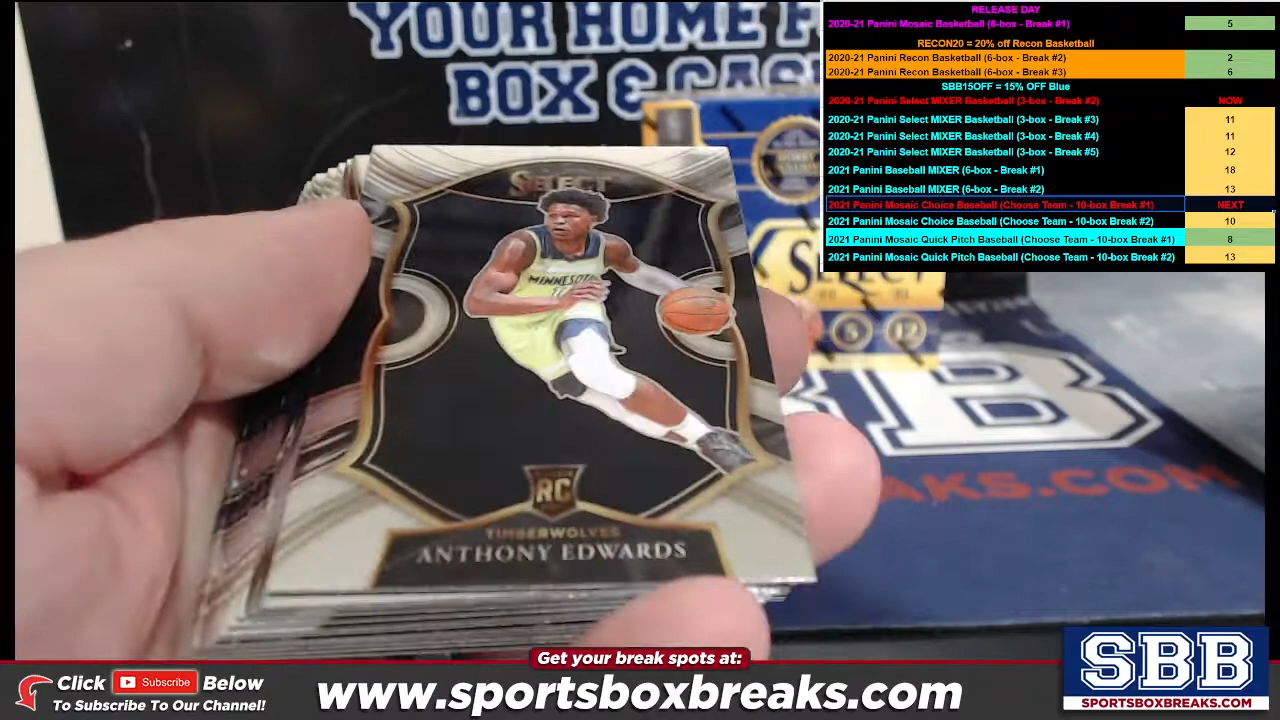 YOUR HOME F
BOX & CAS
RELEASE DAY
2020-21 Panini Mosaic Basketball (6-box - Break #1) 5
RECON20 = 20% off Recon Basketball
2020-21 Panini Recon Basketball (6-box - Break #2) 2
2020-21 Panini Recon Basketball (6-box - Break #3) 6
SBB15OFF = 15% OFF Blue
2020-21 Panini Select MIXER Basketball (3-box - Break #2) NOW
2020-21 Panini Select MIXER Basketball (3-box - Break #3) 11
2020-21 Panini Select MIXER Basketball (3-box - Break #4) 11
2020-21 Panini Select MIXER Basketball (3-box - Break #5) 12
2021 Panini Baseball MIXER (6-box - Break #1) 18
2021 Panini Baseball MIXER (6-box - Break #2) 13
2021 Panini Mosaic Choice Baseball (Choose Team - 10-box Break #1) NEXT
2021 Panini Mosaic Choice Baseball (Choose Team - 10-box Break #2) 10
2021 Panini Mosaic Quick Pitch Baseball (Choose Team - 10-box Break #1) 8
2021 Panini Mosaic Quick Pitch Baseball (Choose Team - 10-box Break #2) 13
SELECT
MINNESOTA
RC
TIMBERWOLVES
ANTHONY EDWARDS
SELECT
5 12
B
AKS.COM
Get your break spots at:
Click Subscribe Below
To Subscribe To Our Channel!
www.sportsboxbreaks.com
SBB
SPORTSBOXBREAKS.COM